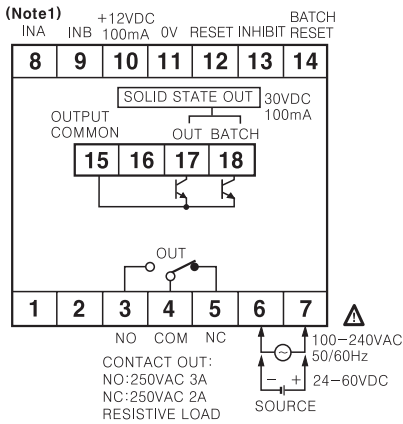 (Note1)
INA
INB
+12VDC
100mA
0V
RESET
INHIBIT
BATCH
RESET
8
9
10
11
12
13
14
SOLID STATE OUT
30VDC
100mA
OUTPUT
COMMON
OUT
BATCH
15
16
17
18
OUT
1
2
3
4
5
6
7
NO
COM
NC
CONTACT OUT:
NO:250VAC 3A
NC:250VAC 2A
RESISTIVE LOAD
100-240VAC
50/60Hz
24-60VDC
- +
SOURCE